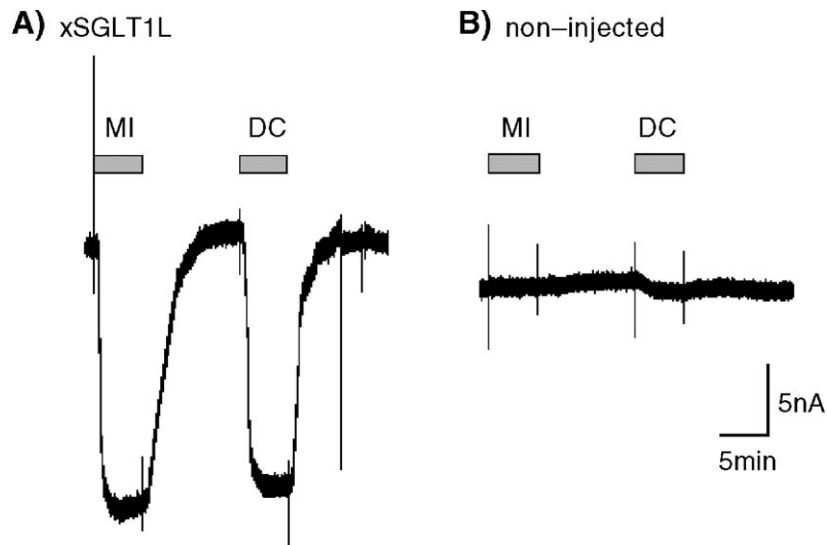 A) xSGLT1L
B) non–injected
MI
DC
MI
DC
5nA
5min